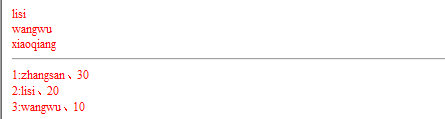 lisi
wangwu
xiaoqiang
1:zhangsan、30
2:lisi、20
3:wangwu、10